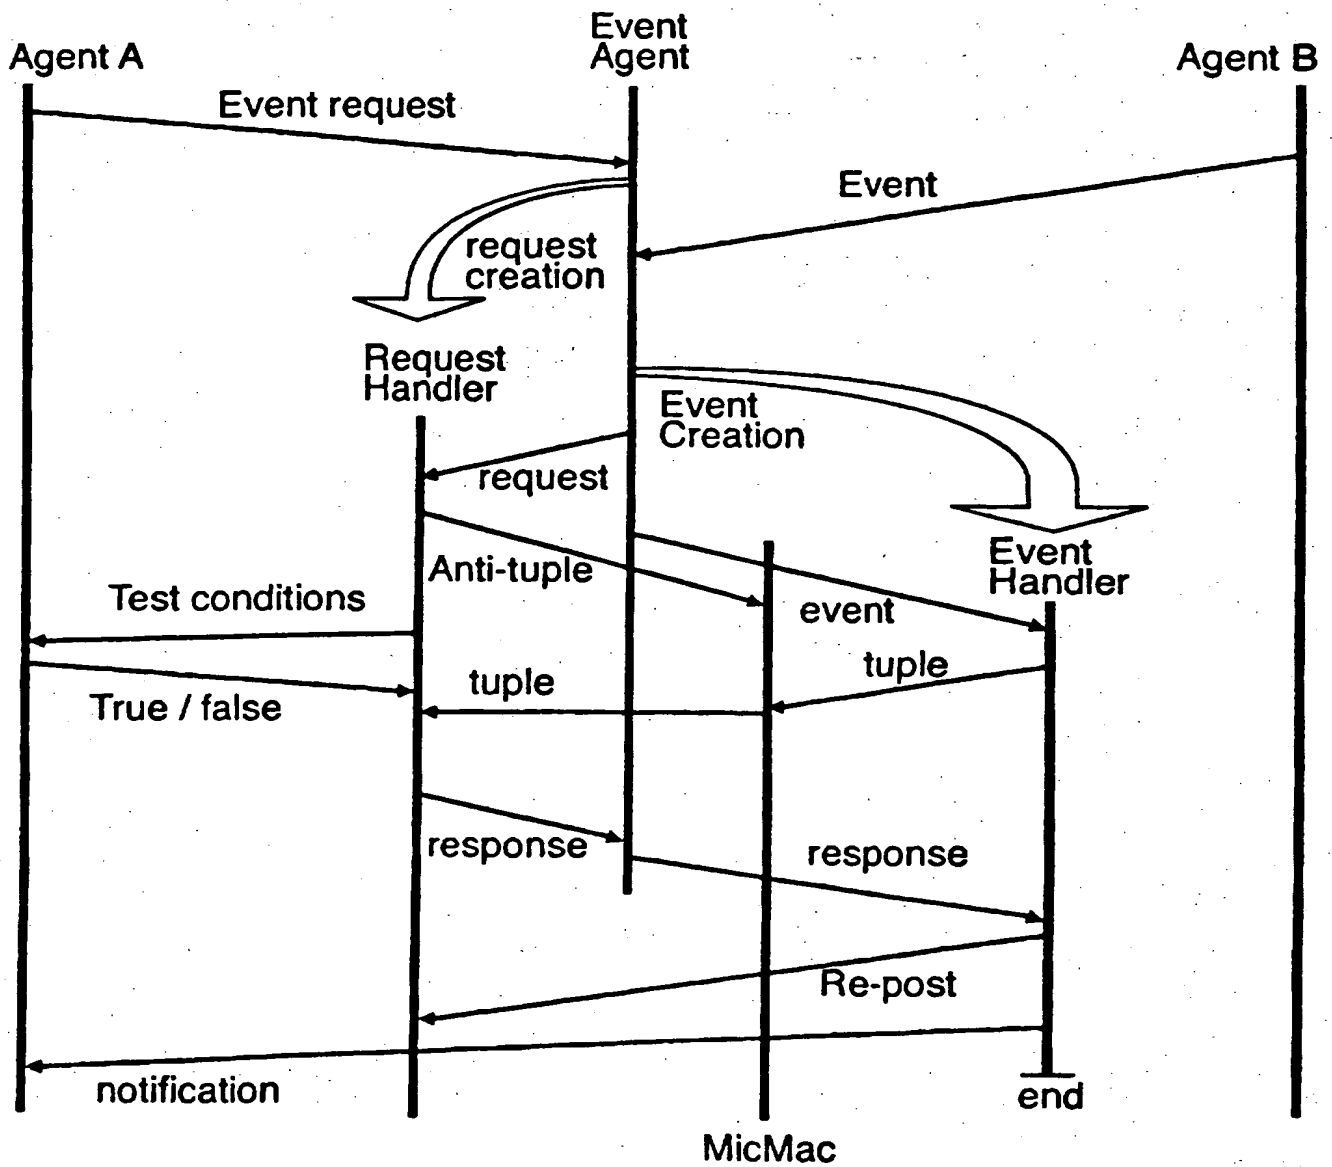 Event
Agent A
Agent
Agent B
Event request
Event
request
creation
Request
Handler
Event
Creation
request
Event
Handler
Anti-tuple
Test conditions
event
tuple
tuple
True / false
response
response
Re-post
notification
end
MicMac